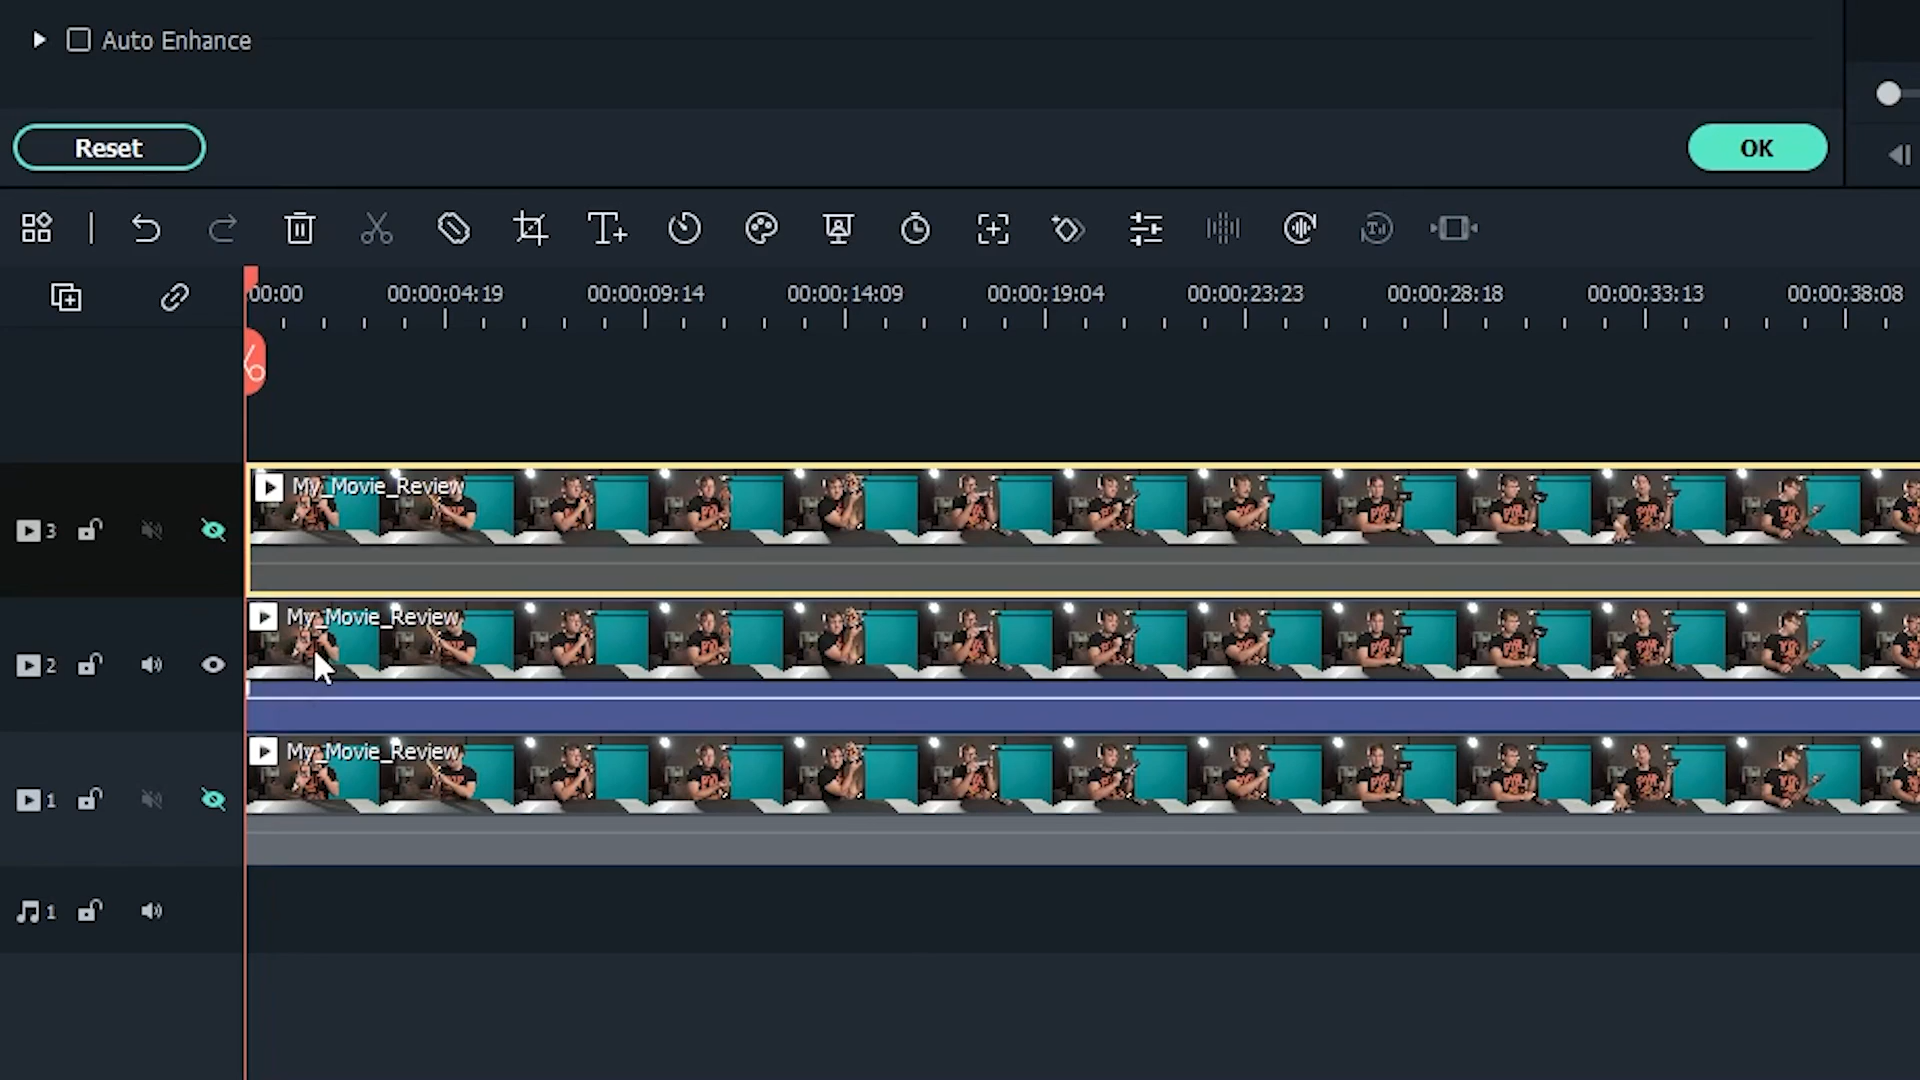 Auto Enhance
Reset
OK
00:00 00:00:04:19 00:00:09:14 00:00:14:09 00:00:19:04 00:00:23:23 00:00:28:18 00:00:33:13 00:00:38:08
My_Movie_Review
3
My_Movie_Review
2
My_Movie_Review
1
1